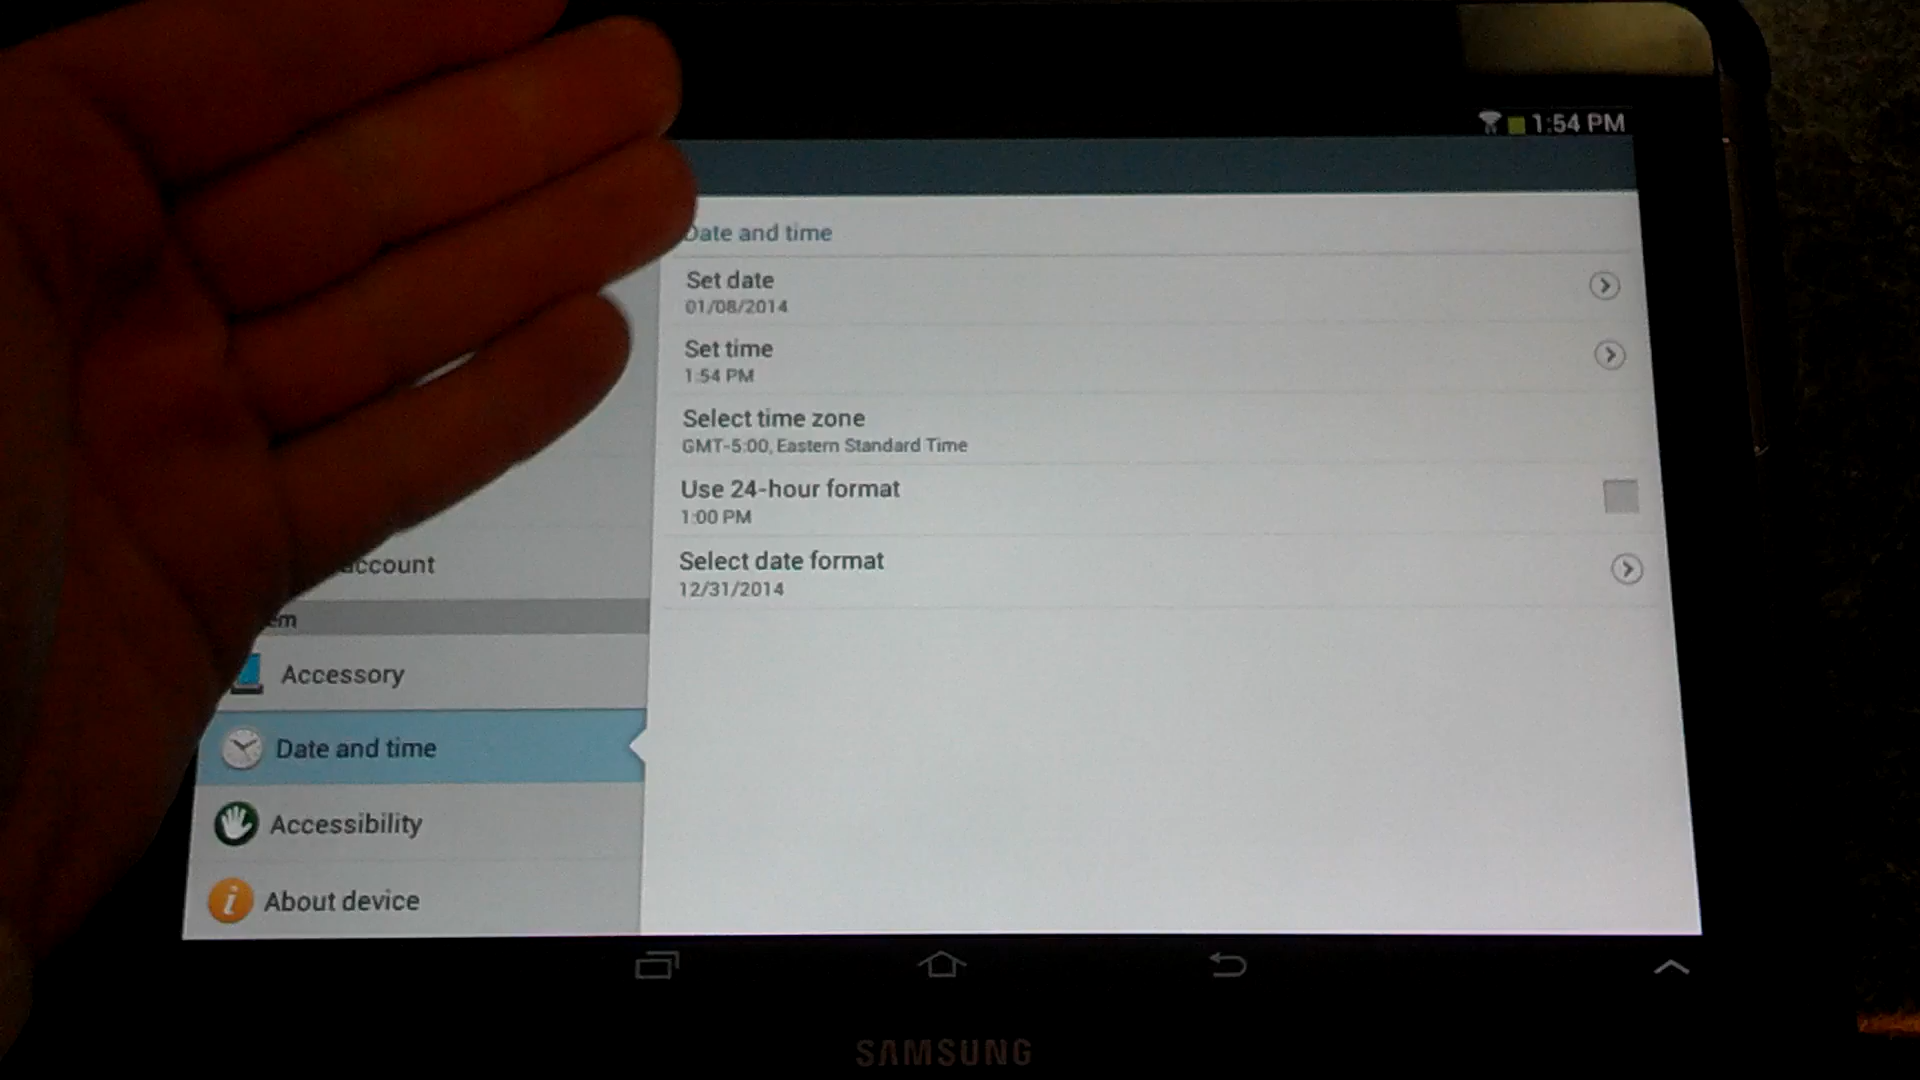 1:54 PM
Date and time
Set date
01/08/2014
Set time
1:54 PM
Select time zone
GMT-5:00, Eastern Standard Time
Use 24-hour format
1:00 PM
Select date format
12/31/2014
account
em
Accessory
Date and time
Accessibility
About device
SAMSUNG